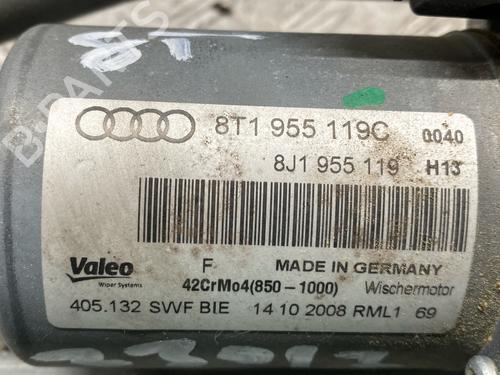 8T
8T1 955 119C 0040
8J1 955 119 H13
Valeo F MADE IN GERMANY
Wiper Systems 42CrMo4(850-1000) Wischermotor
405.132 SWF BIE 14 10 2008 RML1 69